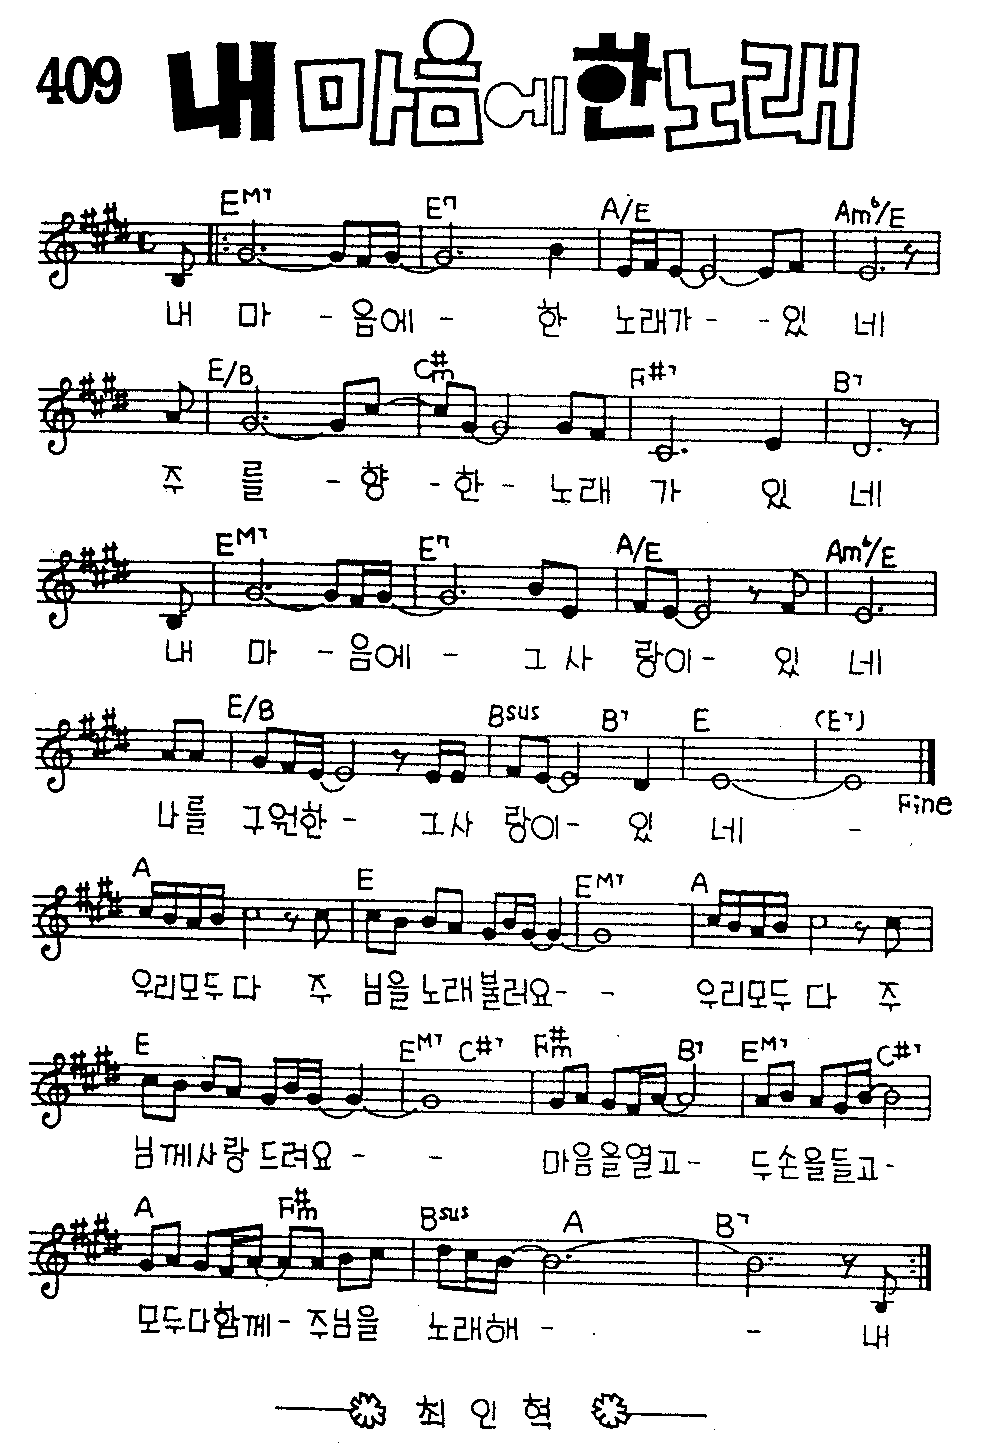 409 내 마음에 한 노래
EM7 E7 A/E Am6/E
내 마 - 음에 - 한 노래가 - - 있 네
E/B C#m F#7 B7
주 를 - 향 - 한 - 노래 가 있 네
EM7 E7 A/E Am6/E
내 마 - 음에 - 그 사 랑이 - 있 네
E/B Bsus B7 E (E7)
Fine
나를 구원한 - 그사 랑이 - 있 네 -
A E EM7 A
우리모두 다 주 님을 노래 불러요 - - 우리모두 다 주
E EM7 C#7 F#m B7 EM7 C#7
님께사랑 드려요 - - 마음을열고 - 두손을들고 -
A F#m Bsus A B7
모두다함께 - 주님을 노래해 - - 내
최 인 혁